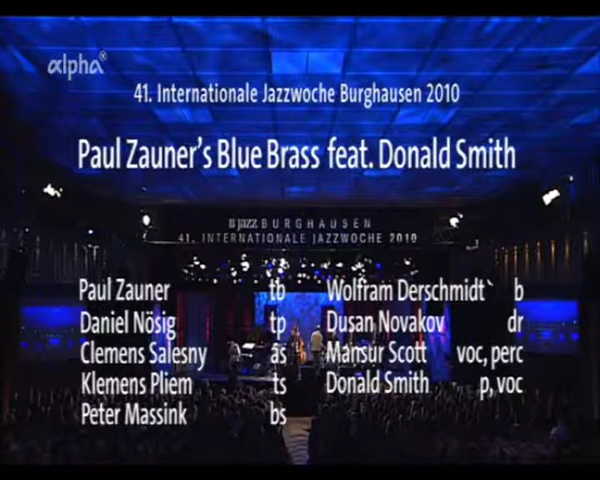 alpha®
41. Internationale Jazzwoche Burghausen 2010
Paul Zauner's Blue Brass feat. Donald Smith
B jazz BURGHAUSEN
41. INTERNATIONALE JAZZWOCHE 2010
Paul Zauner tb
Daniel Nösig tp
Clemens Salesny as
Klemens Pliem ts
Peter Massink bs
Wolfram Derschmidt` b
Dusan Novakov dr
Mansur Scott voc, perc
Donald Smith p, voc